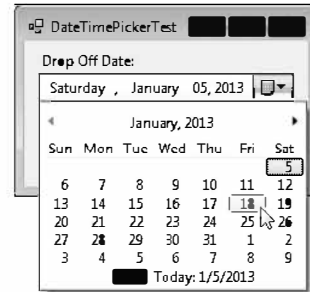 DateTimePickerTest
Drop Off Date:
Saturday , January 05, 2013
January, 2013
Sun Mon Tue Wed Thu Fri Sat
5
6 7 8 9 10 11 12
13 14 15 16 17 18 19
20 21 22 23 24 25 26
27 28 29 30 31 1 2
3 4 5 6 7 8 9
Today: 1/5/2013